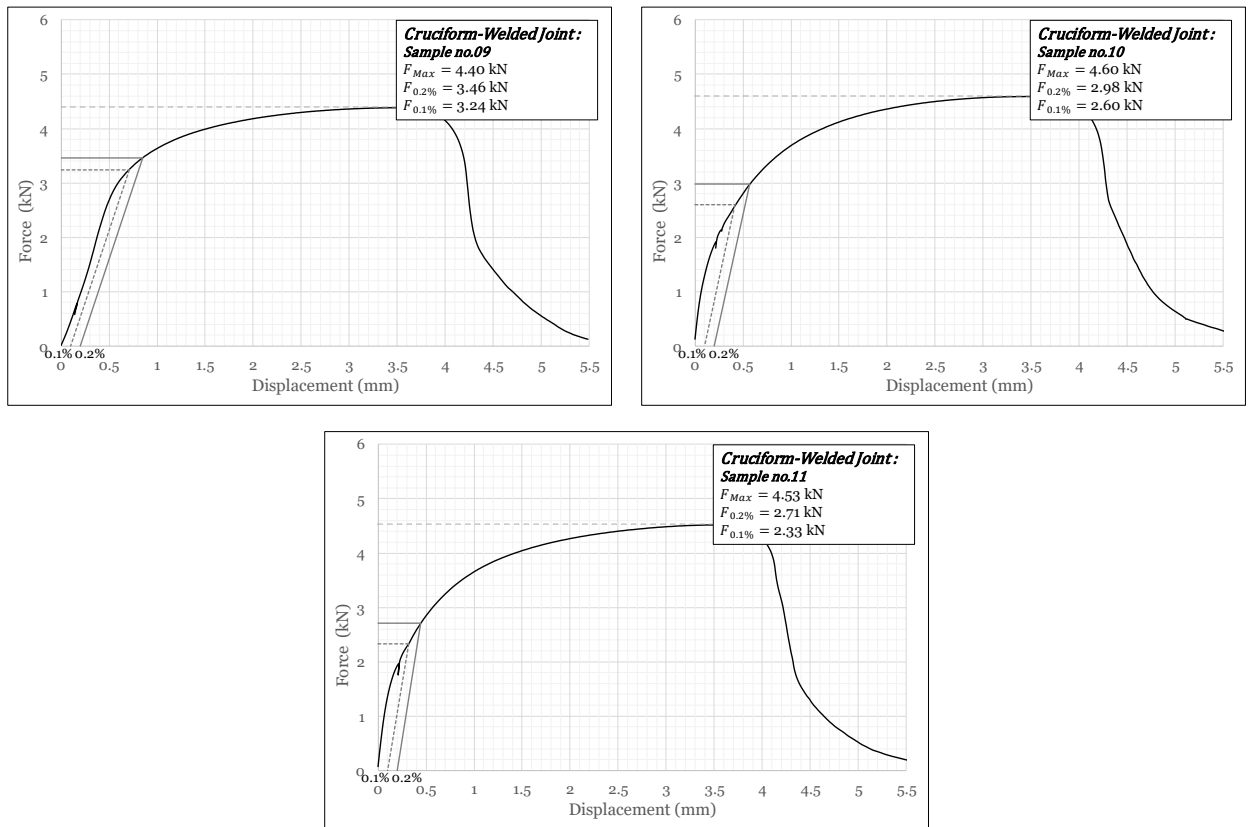 Cruciform-Welded Joint:
Sample no.09
F_Max = 4.40 kN
F_0.2% = 3.46 kN
F_0.1% = 3.24 kN
6
5
4
3
2
1
0
Force (kN)
0.1% 0.2%
0 0.5 1 1.5 2 2.5 3 3.5 4 4.5 5 5.5
Displacement (mm)
Cruciform-Welded Joint:
Sample no.10
F_Max = 4.60 kN
F_0.2% = 2.98 kN
F_0.1% = 2.60 kN
6
5
4
3
2
1
0
Force (kN)
0.1% 0.2%
0 0.5 1 1.5 2 2.5 3 3.5 4 4.5 5 5.5
Displacement (mm)
Cruciform-Welded Joint:
Sample no.11
F_Max = 4.53 kN
F_0.2% = 2.71 kN
F_0.1% = 2.33 kN
6
5
4
3
2
1
0
Force (kN)
0.1% 0.2%
0 0.5 1 1.5 2 2.5 3 3.5 4 4.5 5 5.5
Displacement (mm)